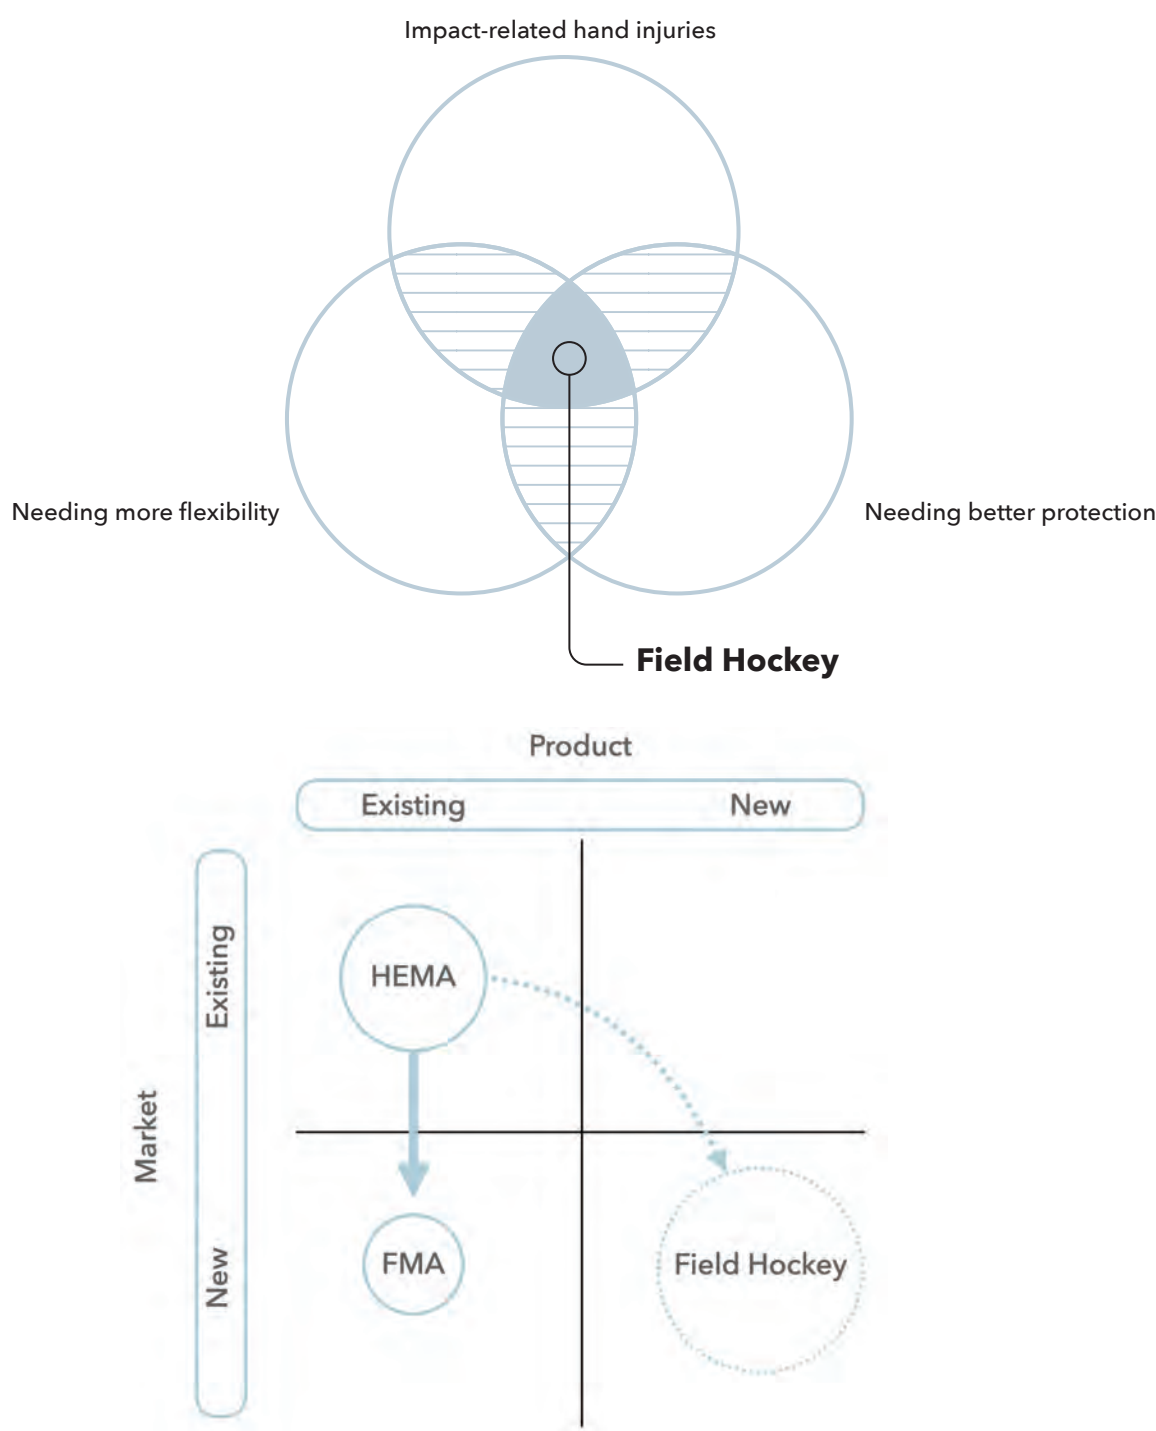 Impact-related hand injuries
Needing more flexibility
Needing better protection
Field Hockey
Product
Existing
New
Market
Existing
New
HEMA
FMA
Field Hockey